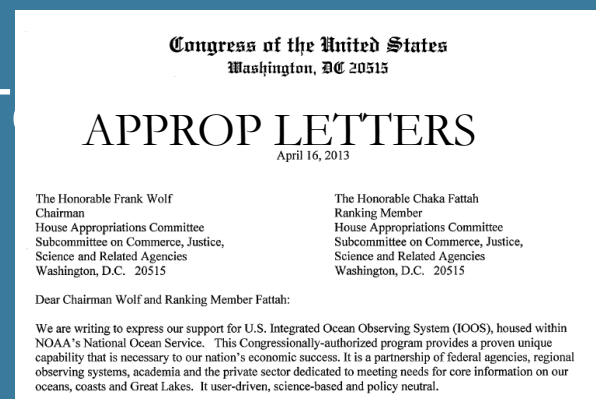 Congress of the United States
Washington, DC 20515
APPROP LETTERS
April 16, 2013
The Honorable Frank Wolf
Chairman
House Appropriations Committee
Subcommittee on Commerce, Justice,
Science and Related Agencies
Washington, D.C. 20515
The Honorable Chaka Fattah
Ranking Member
House Appropriations Committee
Subcommittee on Commerce, Justice,
Science and Related Agencies
Washington, D.C. 20515
Dear Chairman Wolf and Ranking Member Fattah:
We are writing to express our support for U.S. Integrated Ocean Observing System (IOOS), housed within
NOAA's National Ocean Service. This Congressionally-authorized program provides a proven unique
capability that is necessary to our nation's economic success. It is a partnership of federal agencies, regional
observing systems, academia and the private sector dedicated to meeting needs for core information on our
oceans, coasts and Great Lakes. It user-driven, science-based and policy neutral.